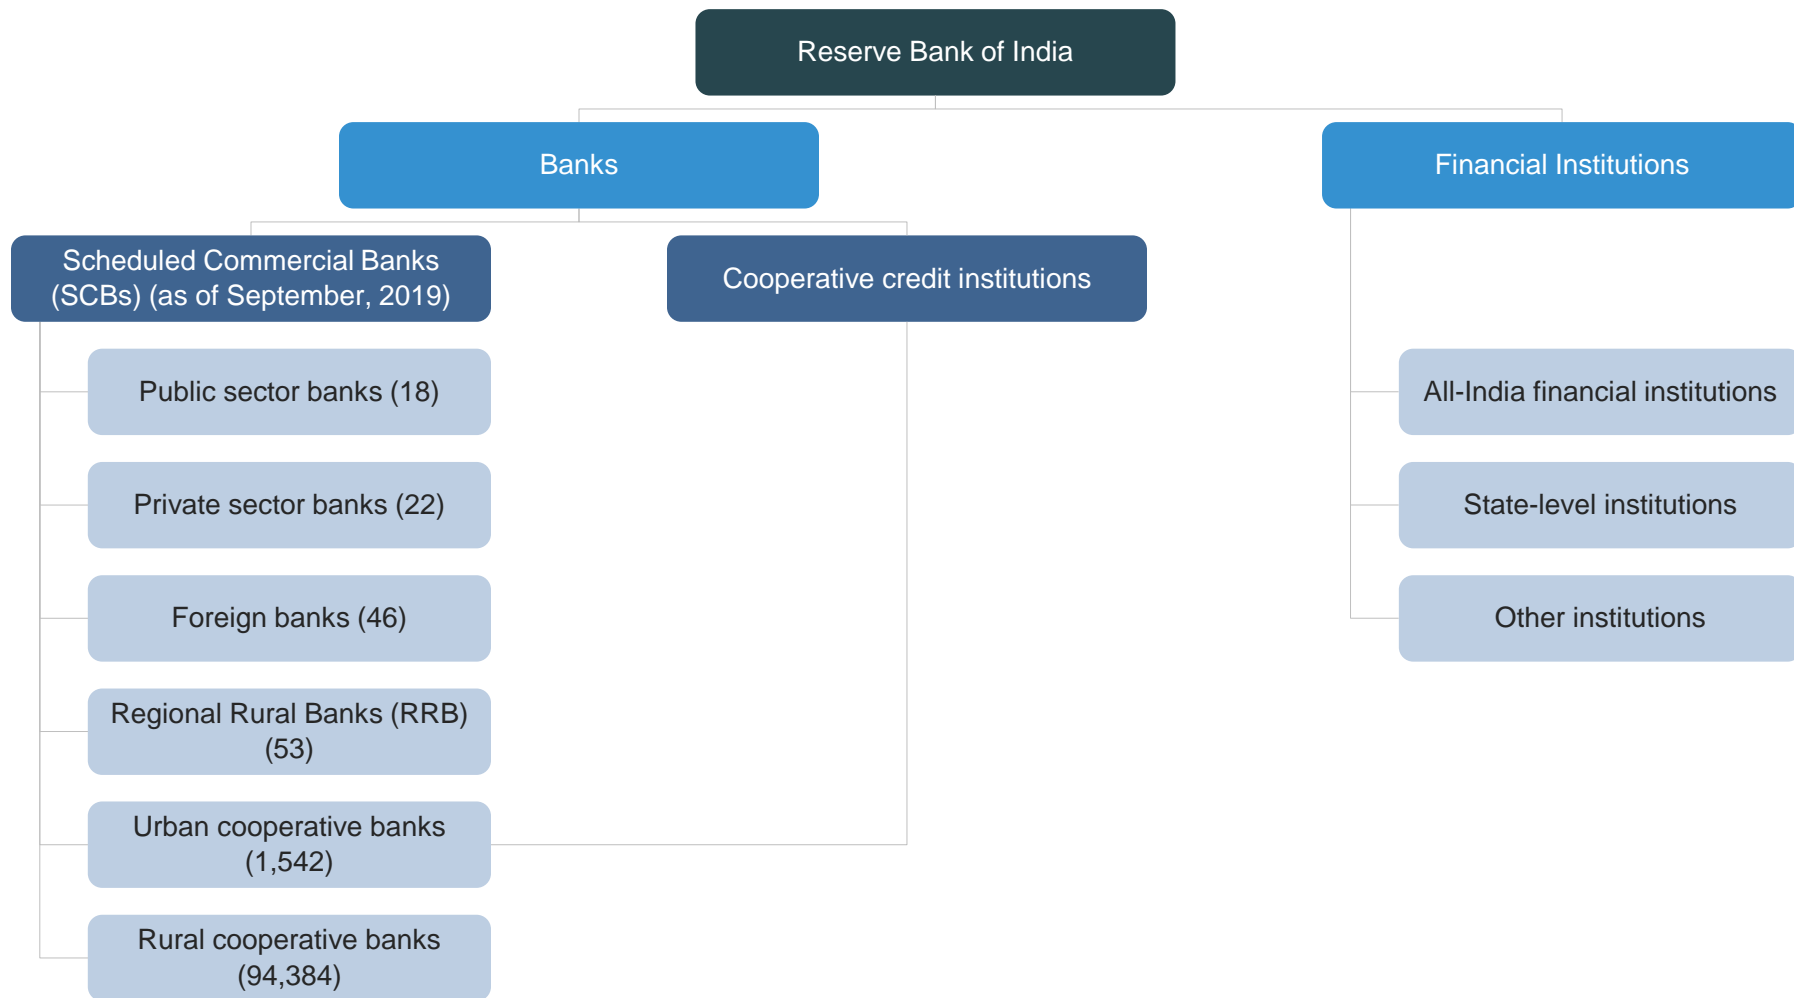 Reserve Bank of India
Banks
Financial Institutions
Scheduled Commercial Banks
(SCBs) (as of September, 2019)
Cooperative credit institutions
Public sector banks (18)
All-India financial institutions
Private sector banks (22)
State-level institutions
Foreign banks (46)
Other institutions
Regional Rural Banks (RRB)
(53)
Urban cooperative banks
(1,542)
Rural cooperative banks
(94,384)